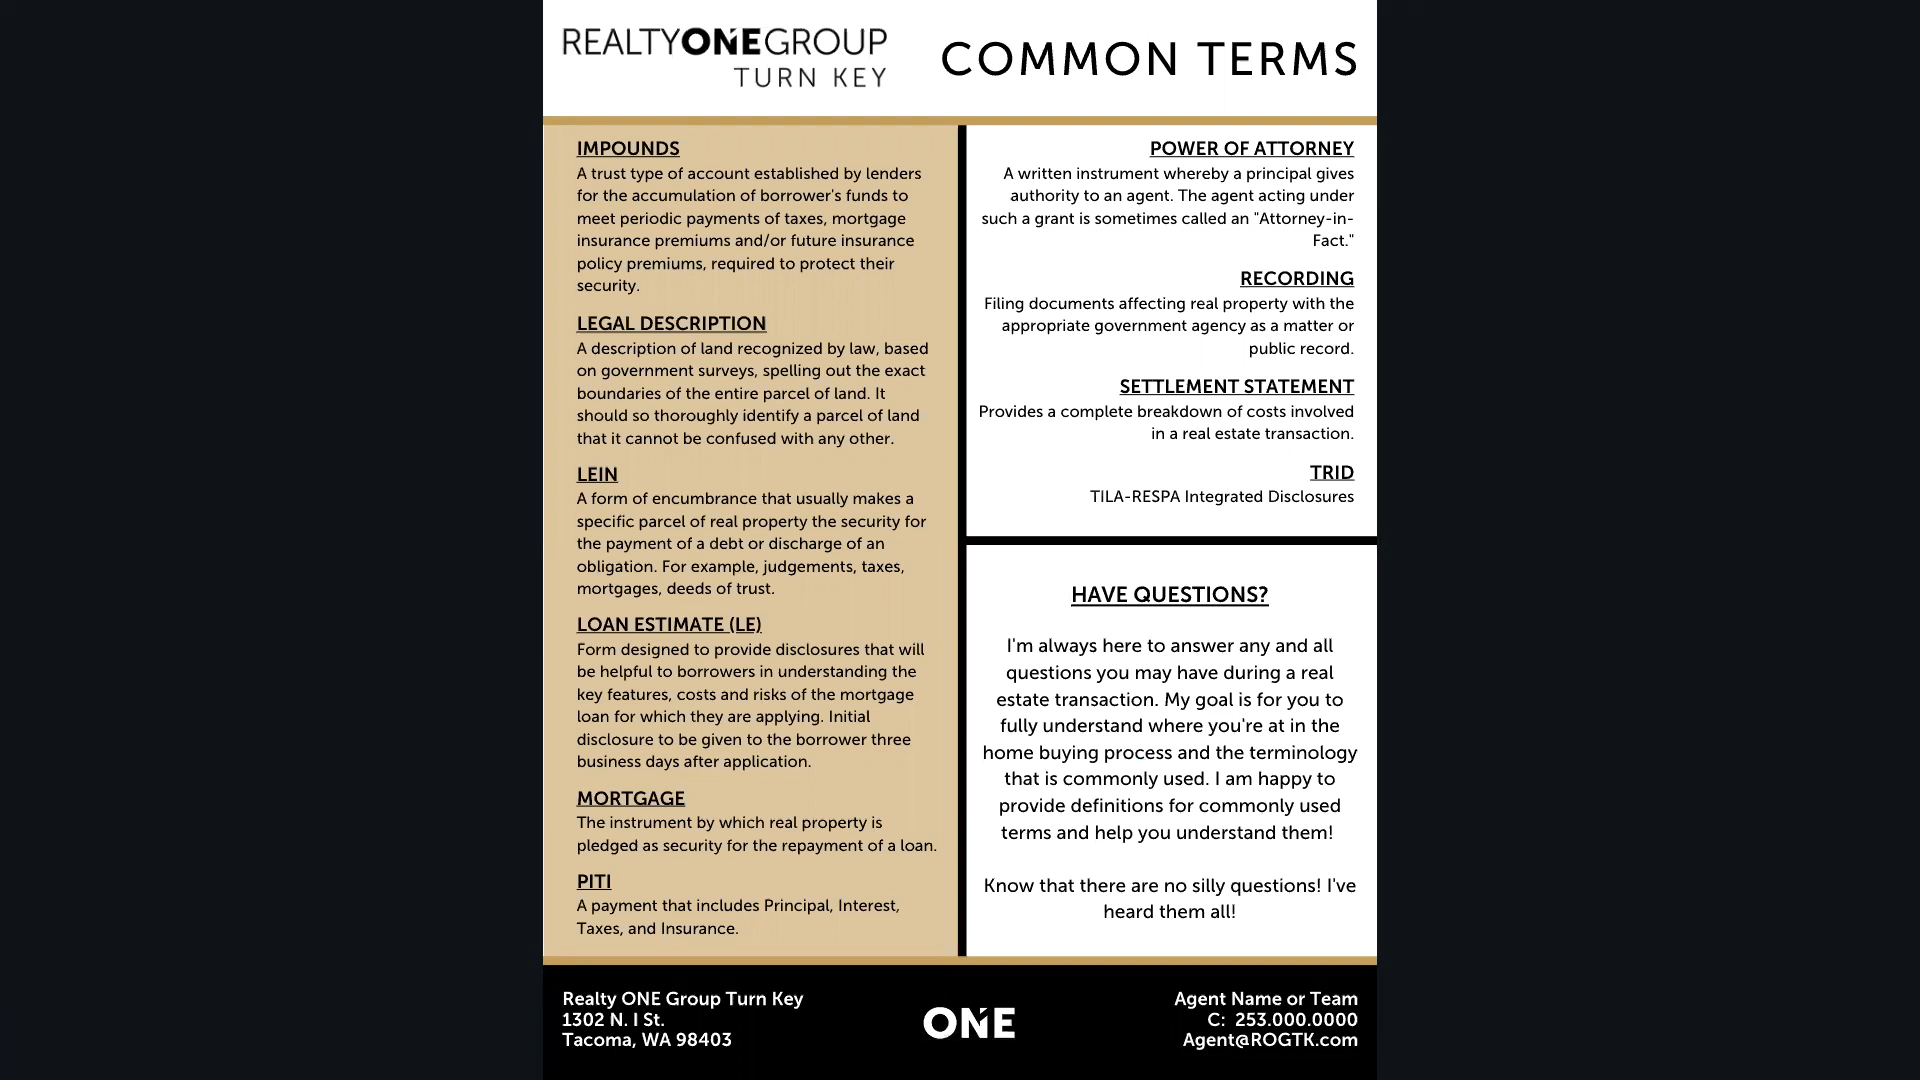 REALTYONEGROUP
TURN KEY
COMMON TERMS
IMPOUNDS
A trust type of account established by lenders
for the accumulation of borrower's funds to
meet periodic payments of taxes, mortgage
insurance premiums and/or future insurance
policy premiums, required to protect their
security.
LEGAL DESCRIPTION
A description of land recognized by law, based
on government surveys, spelling out the exact
boundaries of the entire parcel of land. It
should so thoroughly identify a parcel of land
that it cannot be confused with any other.
LEIN
A form of encumbrance that usually makes a
specific parcel of real property the security for
the payment of a debt or discharge of an
obligation. For example, judgements, taxes,
mortgages, deeds of trust.
LOAN ESTIMATE (LE)
Form designed to provide disclosures that will
be helpful to borrowers in understanding the
key features, costs and risks of the mortgage
loan for which they are applying. Initial
disclosure to be given to the borrower three
business days after application.
MORTGAGE
The instrument by which real property is
pledged as security for the repayment of a loan.
PITI
A payment that includes Principal, Interest,
Taxes, and Insurance.
POWER OF ATTORNEY
A written instrument whereby a principal gives
authority to an agent. The agent acting under
such a grant is sometimes called an "Attorney-in-
Fact."
RECORDING
Filing documents affecting real property with the
appropriate government agency as a matter or
public record.
SETTLEMENT STATEMENT
Provides a complete breakdown of costs involved
in a real estate transaction.
TRID
TILA-RESPA Integrated Disclosures
HAVE QUESTIONS?
I'm always here to answer any and all
questions you may have during a real
estate transaction. My goal is for you to
fully understand where you're at in the
home buying process and the terminology
that is commonly used. I am happy to
provide definitions for commonly used
terms and help you understand them!
Know that there are no silly questions! I've
heard them all!
Realty ONE Group Turn Key
1302 N. I St.
Tacoma, WA 98403
ONE
Agent Name or Team
C: 253.000.0000
Agent@ROGTK.com